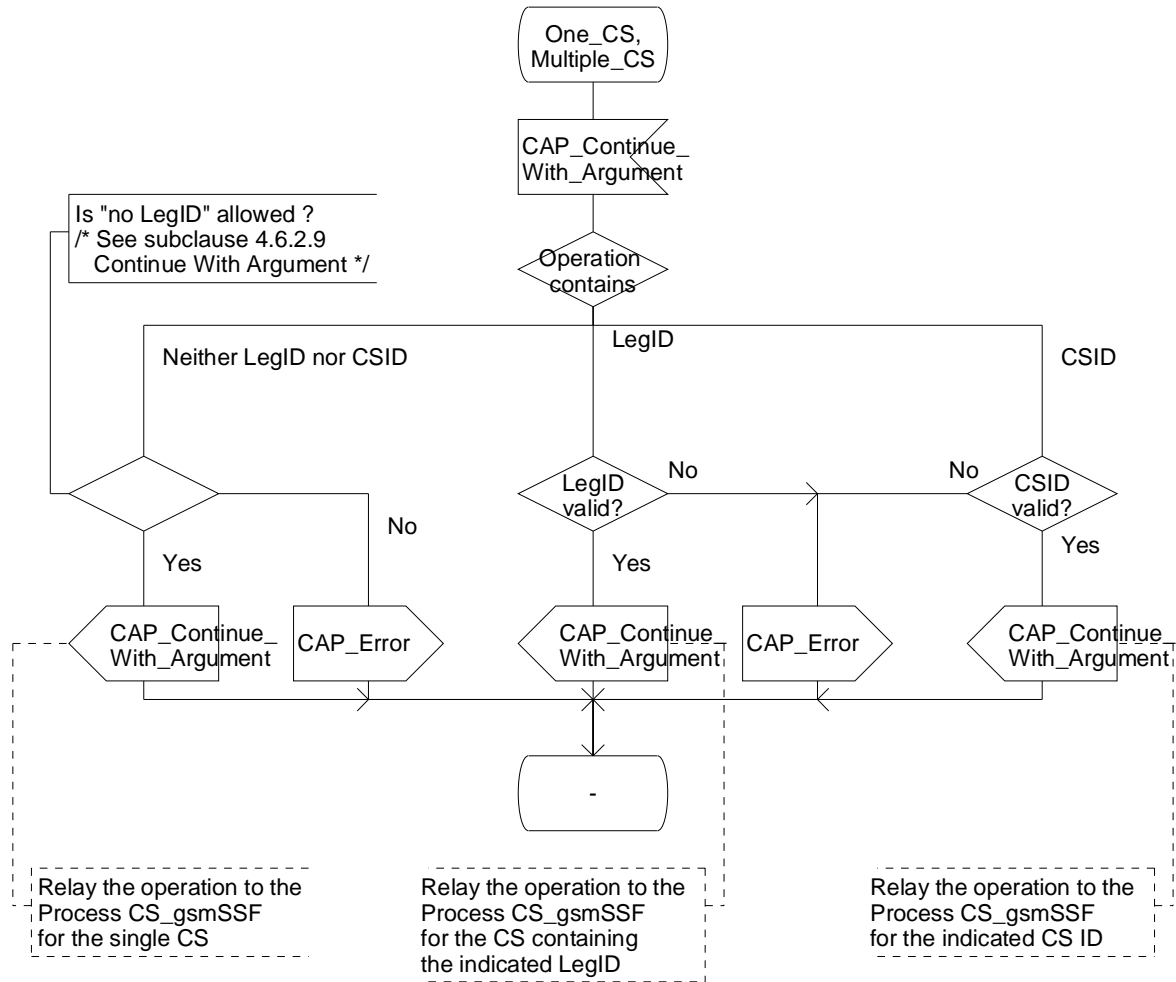 One_CS,
Multiple_CS
CAP_Continue_
With_Argument
Is "no LegID" allowed ?
/* See subclause 4.6.2.9
Continue With Argument */
Operation
contains
Neither LegID nor CSID
LegID
CSID
No
LegID
valid?
No
No
CSID
valid?
Yes
Yes
Yes
CAP_Continue_
With_Argument
CAP_Error
CAP_Continue_
With_Argument
CAP_Error
CAP_Continue_
With_Argument
-
Relay the operation to the
Process CS_gsmSSF
for the single CS
Relay the operation to the
Process CS_gsmSSF
for the CS containing
the indicated LegID
Relay the operation to the
Process CS_gsmSSF
for the indicated CS ID